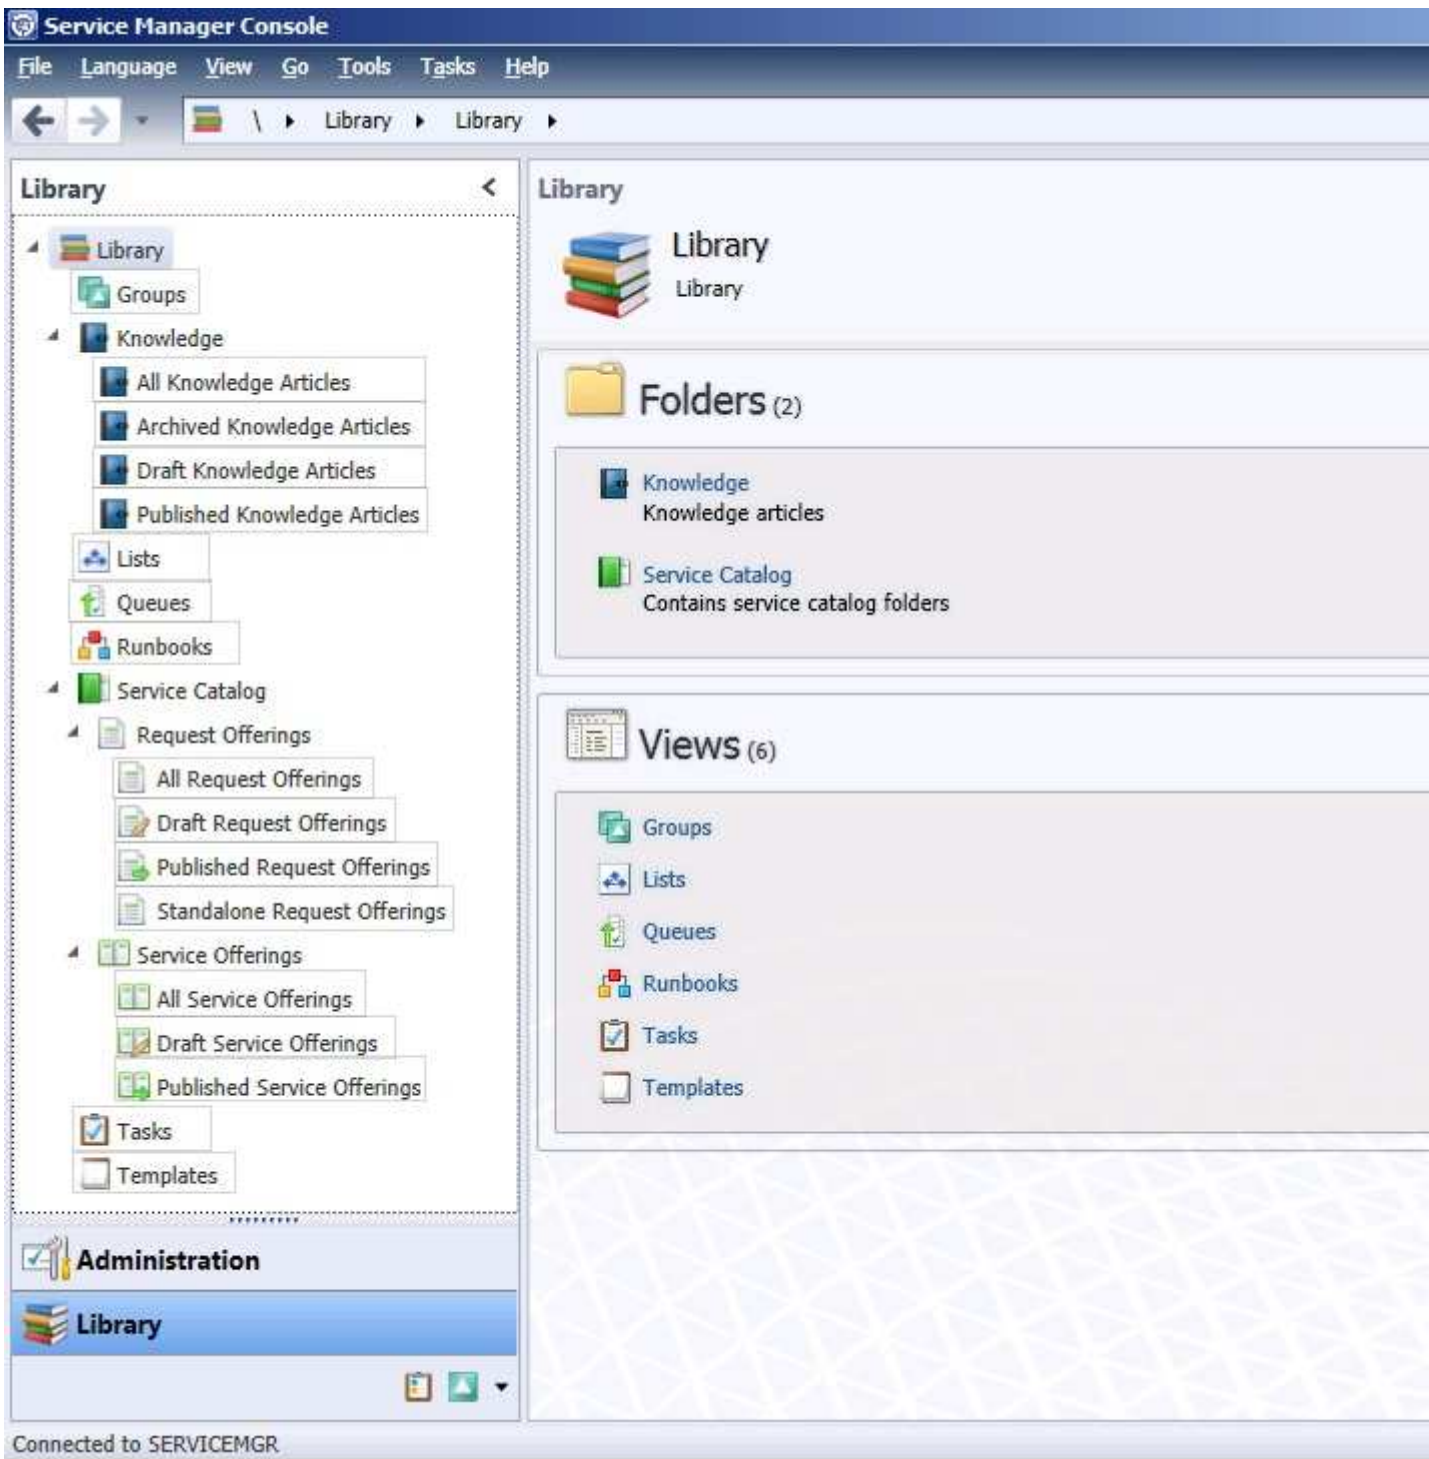 Service Manager Console
File Language View Go Tools Tasks Help
\ Library Library
Library
Library
Groups
Knowledge
All Knowledge Articles
Archived Knowledge Articles
Draft Knowledge Articles
Published Knowledge Articles
Lists
Queues
Runbooks
Service Catalog
Request Offerings
All Request Offerings
Draft Request Offerings
Published Request Offerings
Standalone Request Offerings
Service Offerings
All Service Offerings
Draft Service Offerings
Published Service Offerings
Tasks
Templates
Administration
Library
Library
Library
Library
Folders (2)
Knowledge
Knowledge articles
Service Catalog
Contains service catalog folders
Views (6)
Groups
Lists
Queues
Runbooks
Tasks
Templates
Connected to SERVICEMGR